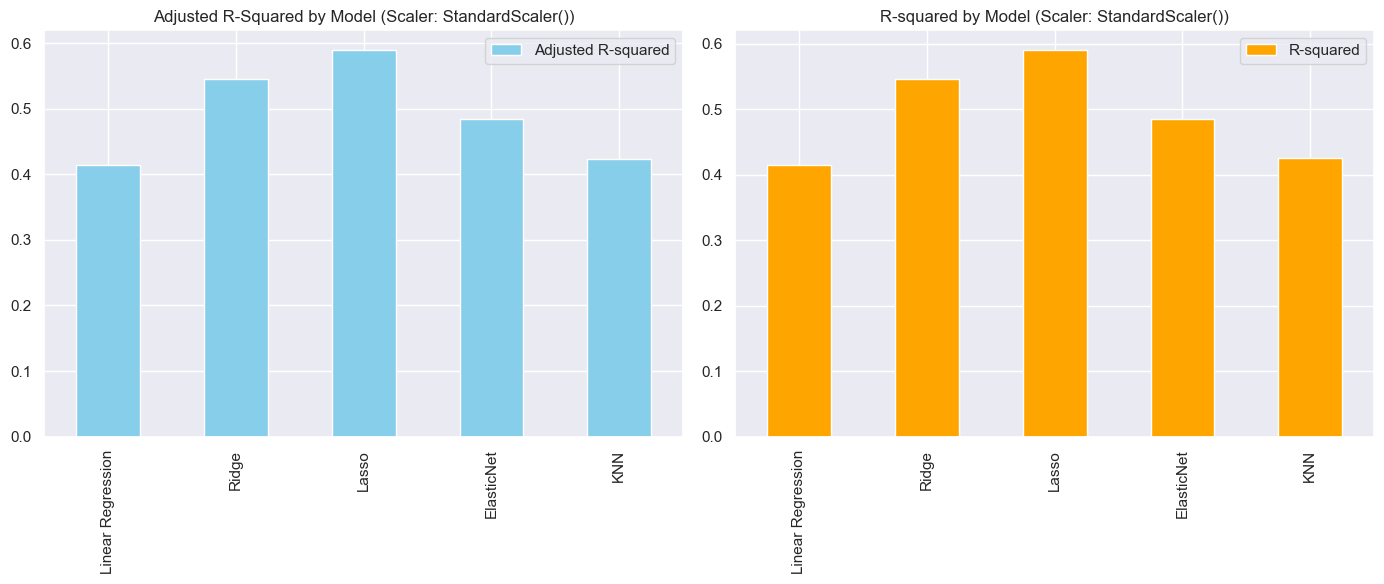 Adjusted R-Squared by Model (Scaler: StandardScaler())
Adjusted R-squared
0.6
0.5
0.4
0.3
0.2
0.1
0.0
Linear Regression
Ridge
Lasso
ElasticNet
KNN
R-squared by Model (Scaler: StandardScaler())
R-squared
0.6
0.5
0.4
0.3
0.2
0.1
0.0
Linear Regression
Ridge
Lasso
ElasticNet
KNN